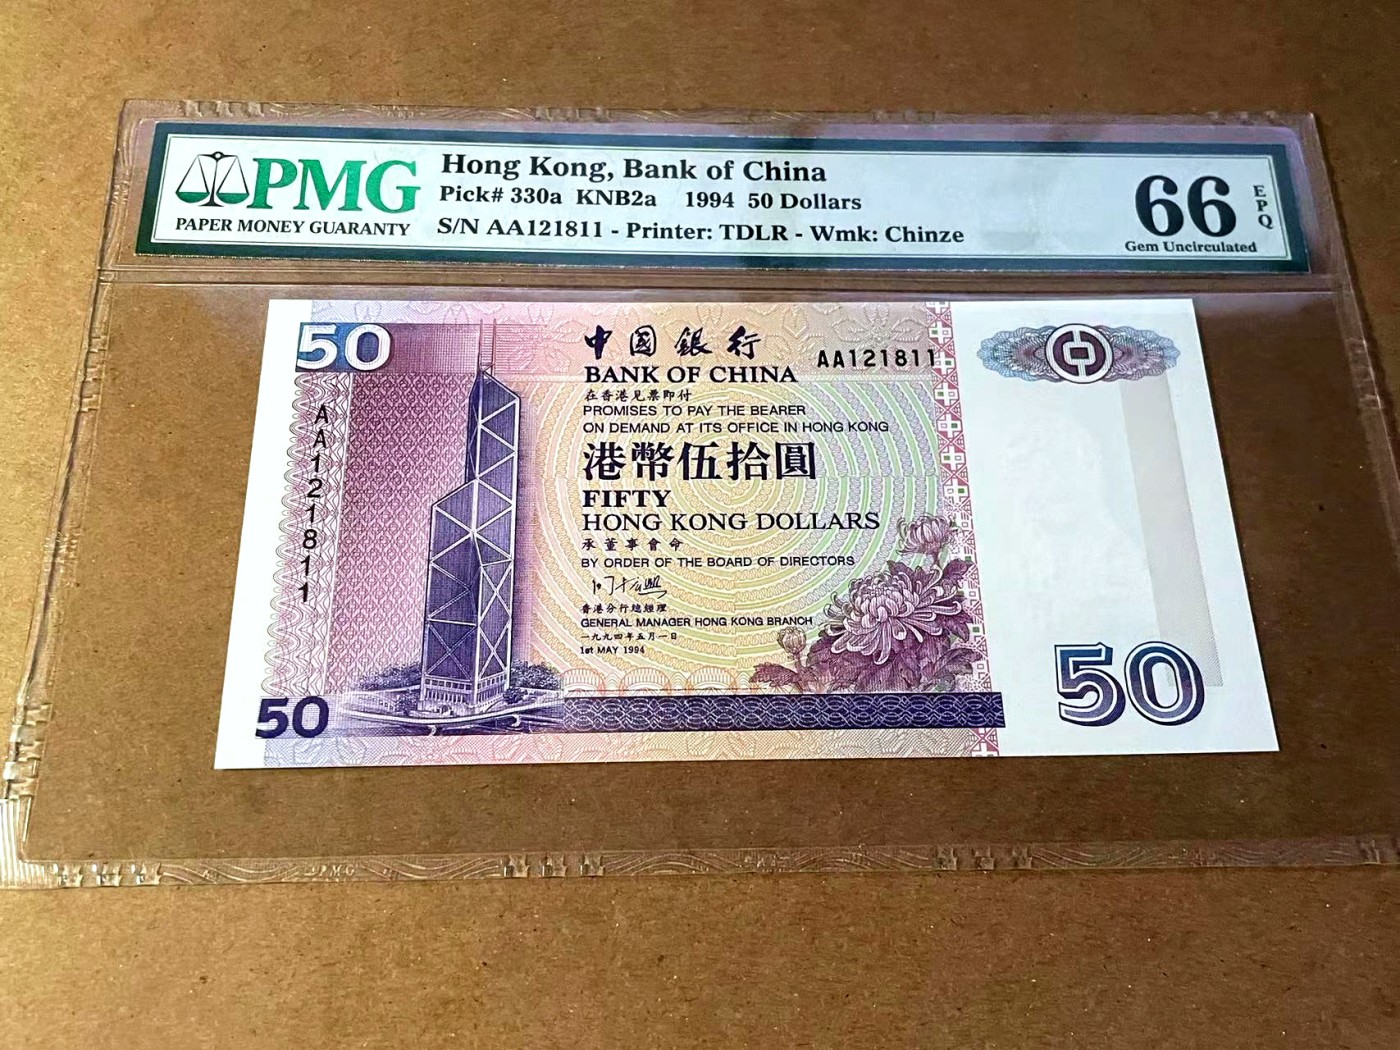 PMG
PAPER MONEY GUARANTY
Hong Kong, Bank of China
Pick# 330a KNB2a 1994 50 Dollars
S/N AA121811 - Printer: TDLR - Wmk: Chinze
66
EPQ
Gem Uncirculated
50
中國銀行
AA121811
BANK OF CHINA
在香港見票即付
PROMISES TO PAY THE BEARER
ON DEMAND AT ITS OFFICE IN HONG KONG
港幣伍拾圓
FIFTY
HONG KONG DOLLARS
承董事會命
BY ORDER OF THE BOARD OF DIRECTORS
香港分行總經理
GENERAL MANAGER HONG KONG BRANCH
一九九四年五月一日
1st MAY 1994
AA121811
50
50
PMG